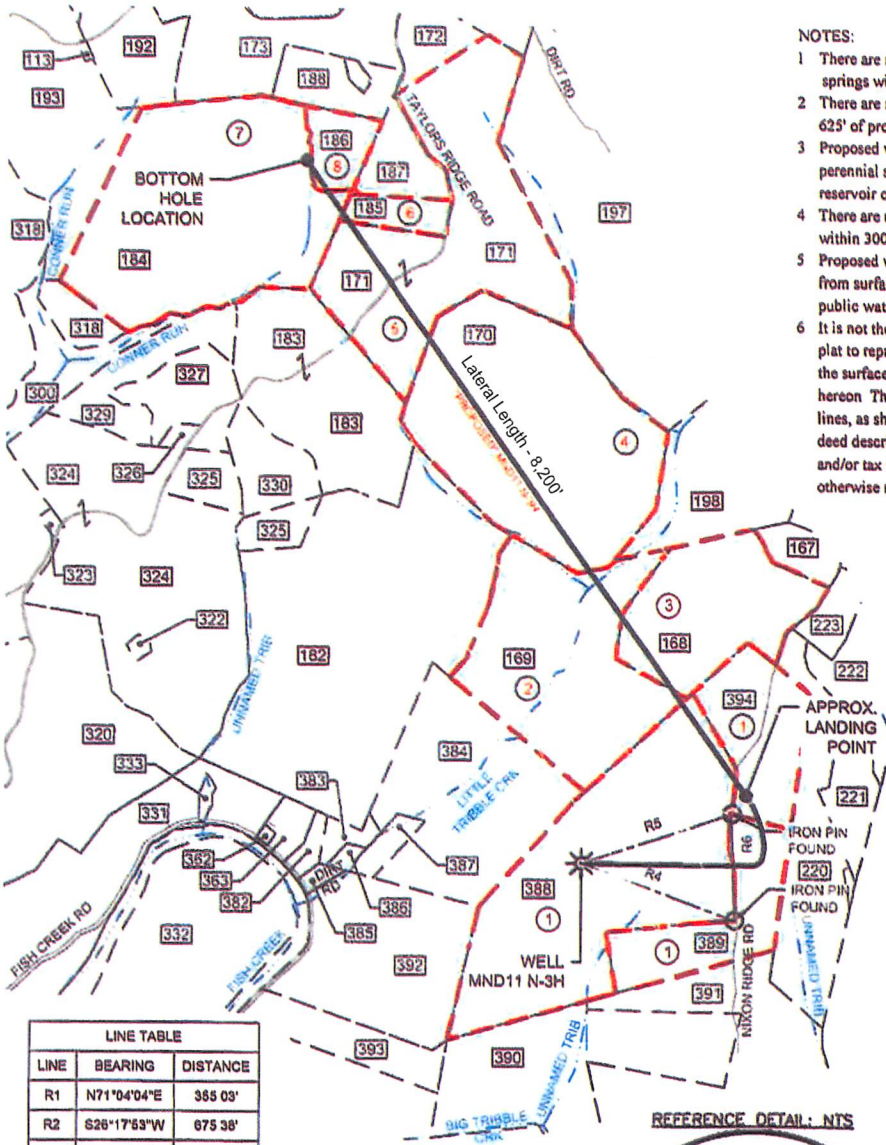 NOTES:
1 There are
springs wi
2 There are
625' of pro
3 Proposed
perennial s
reservoir o
4 There are
within 300
5 Proposed
from surfac
public wat
6 It is not the
plat to repr
the surface
hereon Th
lines, as sh
deed descr
and/or tax
otherwise
113
192
173
172
188
193
DIRT RD
7
186
8
TAYLORS RIDGE ROAD
BOTTOM
HOLE
LOCATION
187
185
6
197
318
CONNER RUN
184
171
171
318
CONNER RUN
183
5
170
327
300
329
183
Lateral Length - 8,200'
4
326
324
325
330
325
198
323
324
167
3
322
UNNAMED TRIB
182
169
168
223
2
222
394
1
APPROX.
LANDING
POINT
320
384
333
383
LITTLE
TRIBBLE CRK
221
331
R5
R6
IRON PIN
FOUND
362
387
363
DIRT
RD
R4
220
382
386
388
IRON PIN
FOUND
385
1
332
FISH CREEK RD
389
1
UNNAMED TRIB
FISH CREEK
392
WELL
MND11 N-3H
391
NIXON RIDGE RD
393
390
UNNAMED TRIB
BIG TRIBBLE
CRK
LINE TABLE
LINE BEARING DISTANCE
R1 N71°04'04"E 355 03'
R2 S26°17'53"W 675 38'
REFERENCE DETAIL: NTS